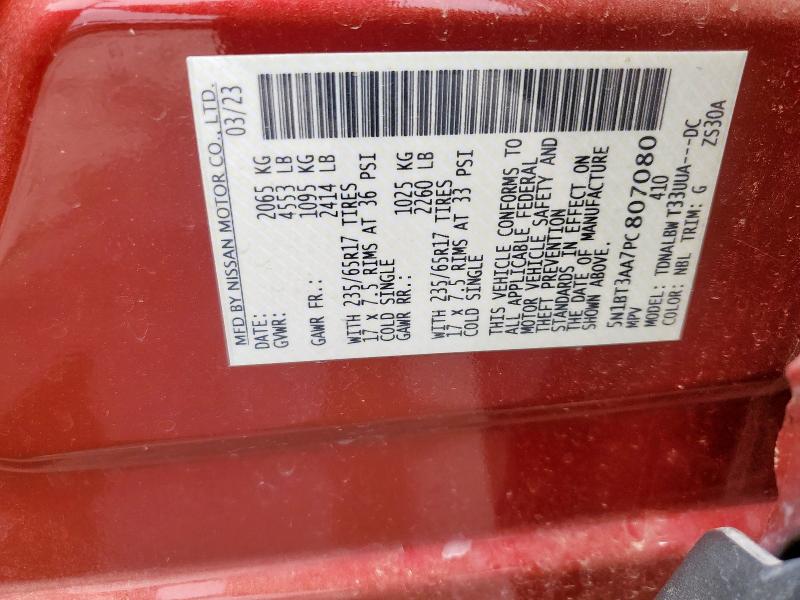 MFD BY NISSAN MOTOR CO., LTD.
DATE: 03/23
GVWR: 2065 KG
4553 LB
GAWR FR.: 1095 KG
2414 LB
WITH 235/65R17 TIRES
17 x 7.5 RIMS AT 36 PSI
COLD SINGLE
GAWR RR.: 1025 KG
2260 LB
WITH 235/65R17 TIRES
17 x 7.5 RIMS AT 33 PSI
COLD SINGLE
THIS VEHICLE CONFORMS TO
ALL APPLICABLE FEDERAL
MOTOR VEHICLE SAFETY AND
THEFT PREVENTION
STANDARDS IN EFFECT ON
THE DATE OF MANUFACTURE
SHOWN ABOVE.
5N1BT3AA7PC807080
MPV 410
MODEL: TDNALBW T33UUA---DC
COLOR: NBL TRIM: G ZS30A